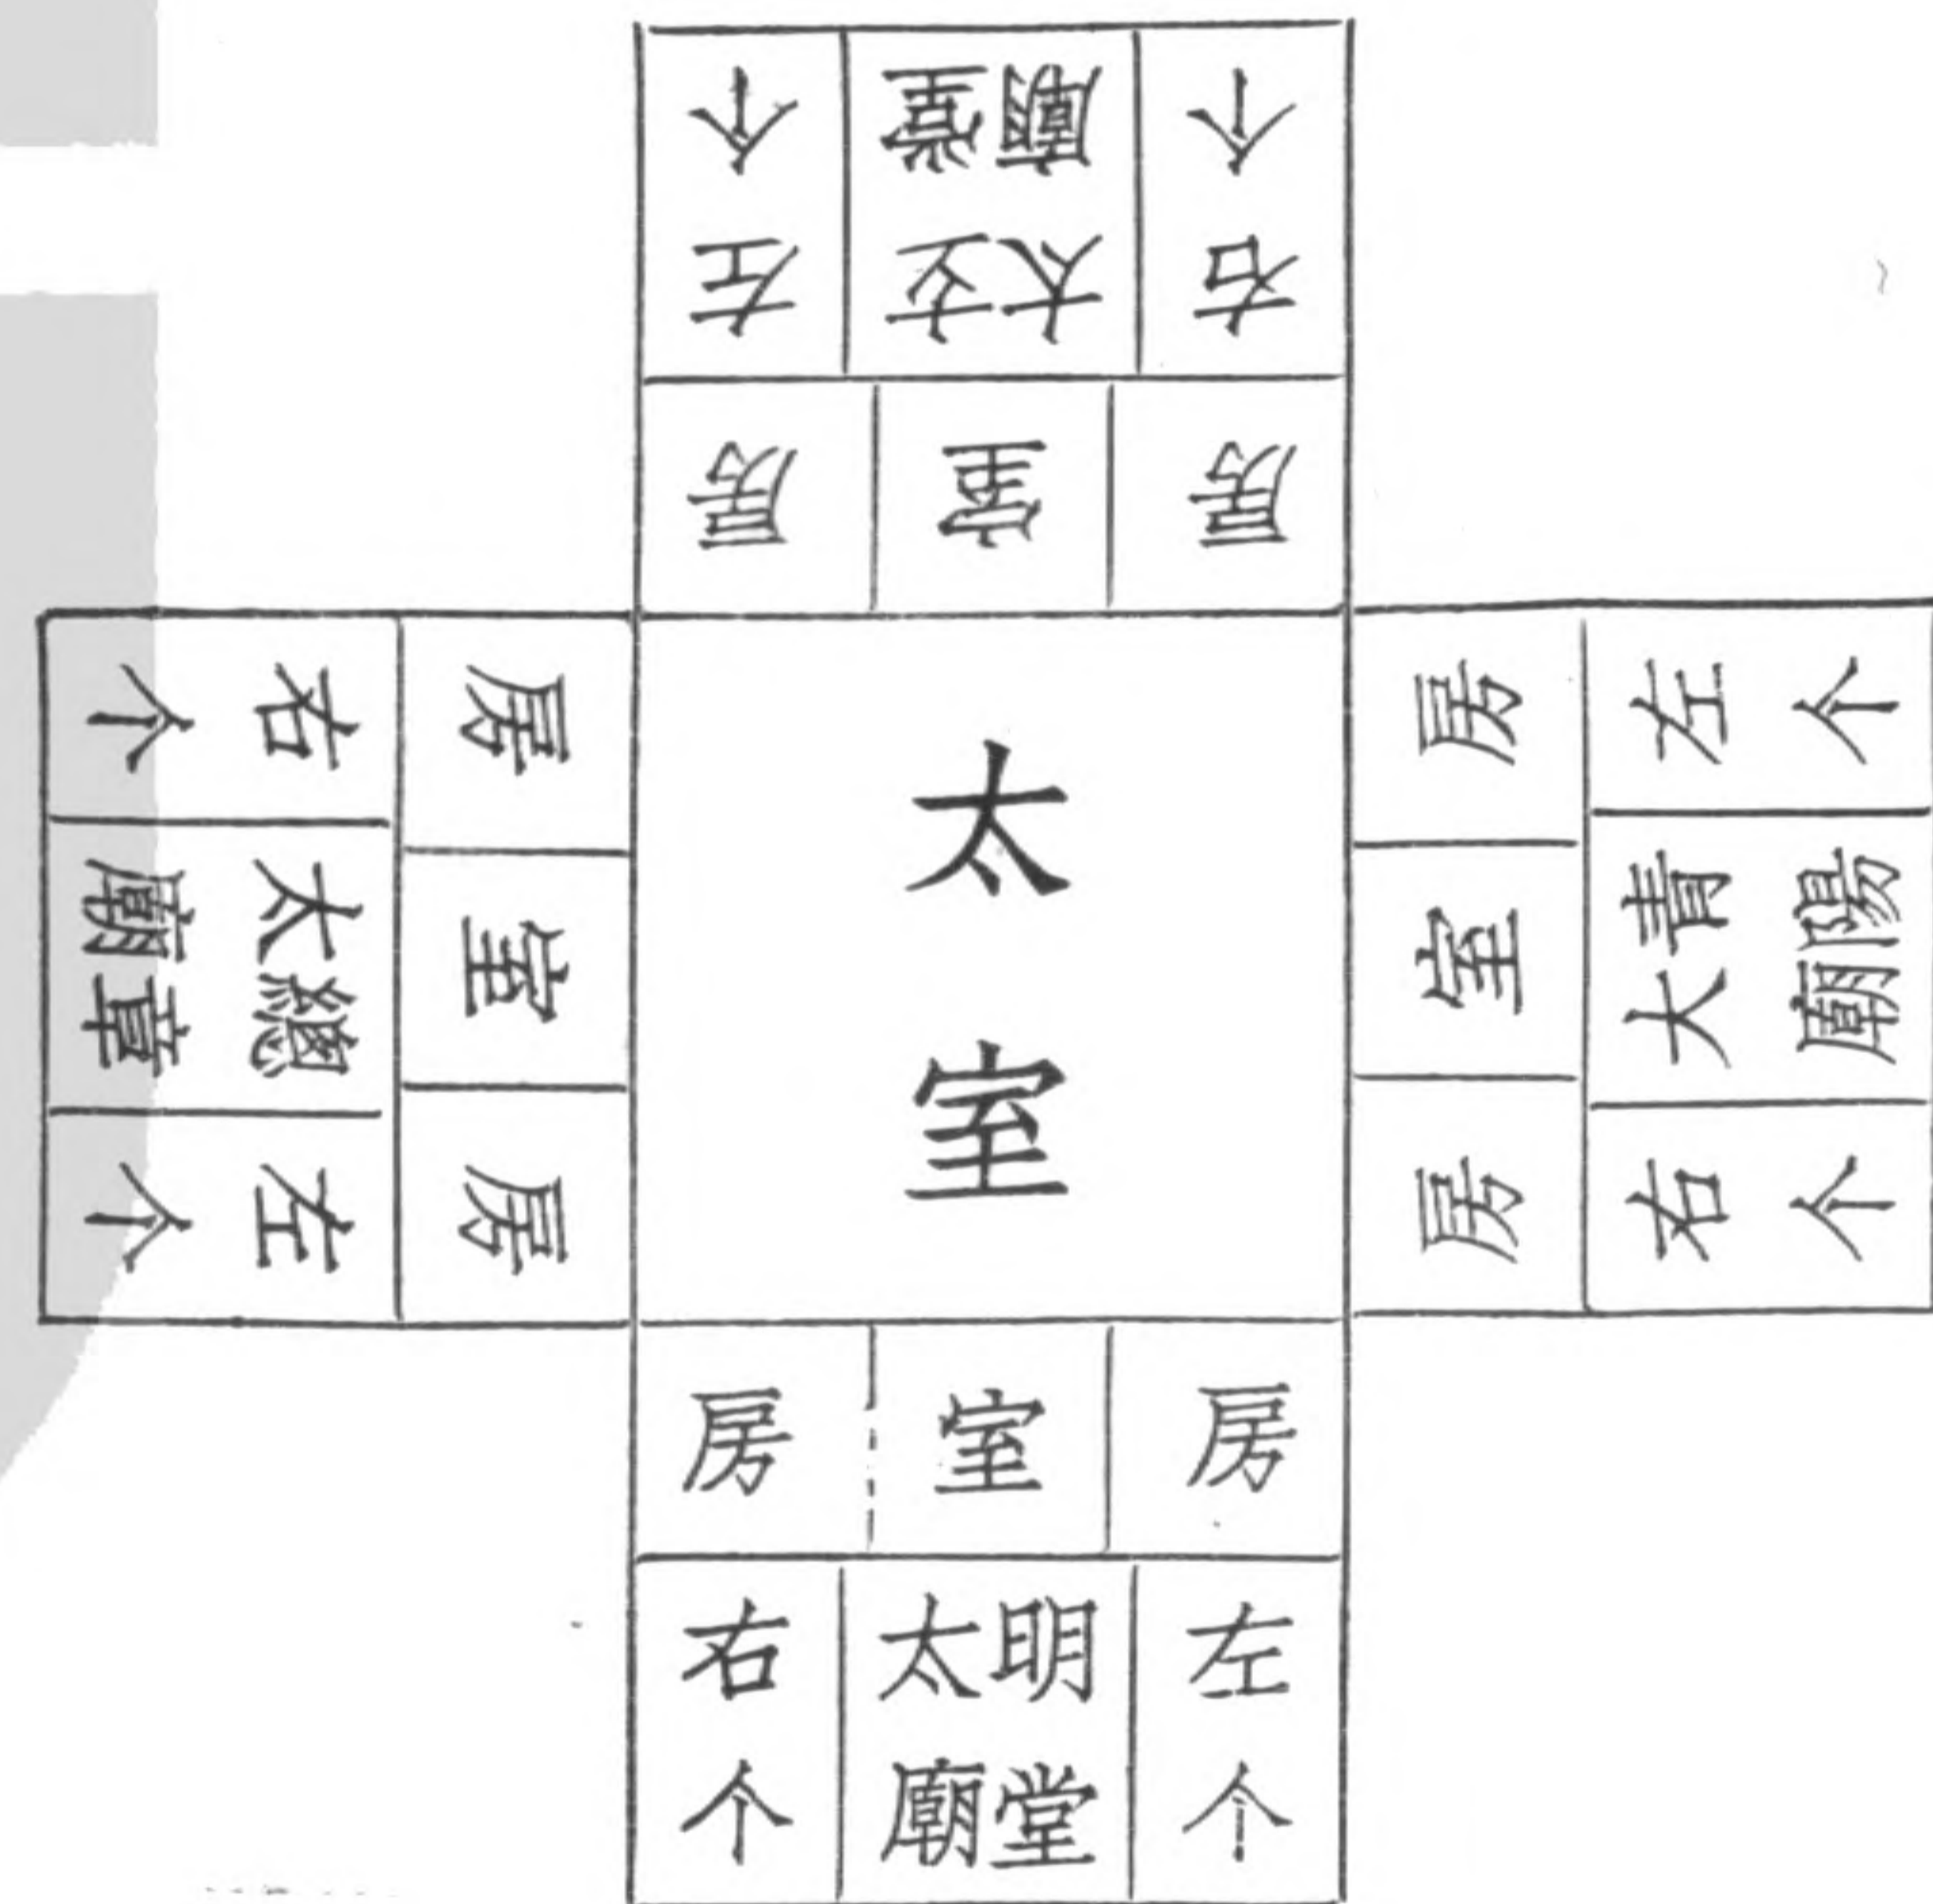 左个
玄堂
太廟
右个
房
室
房
右个
總章
太廟
左个
房
室
房
太室
房
室
房
左个
青陽
大廟
右个
房
室
房
右个
明堂
太廟
左个